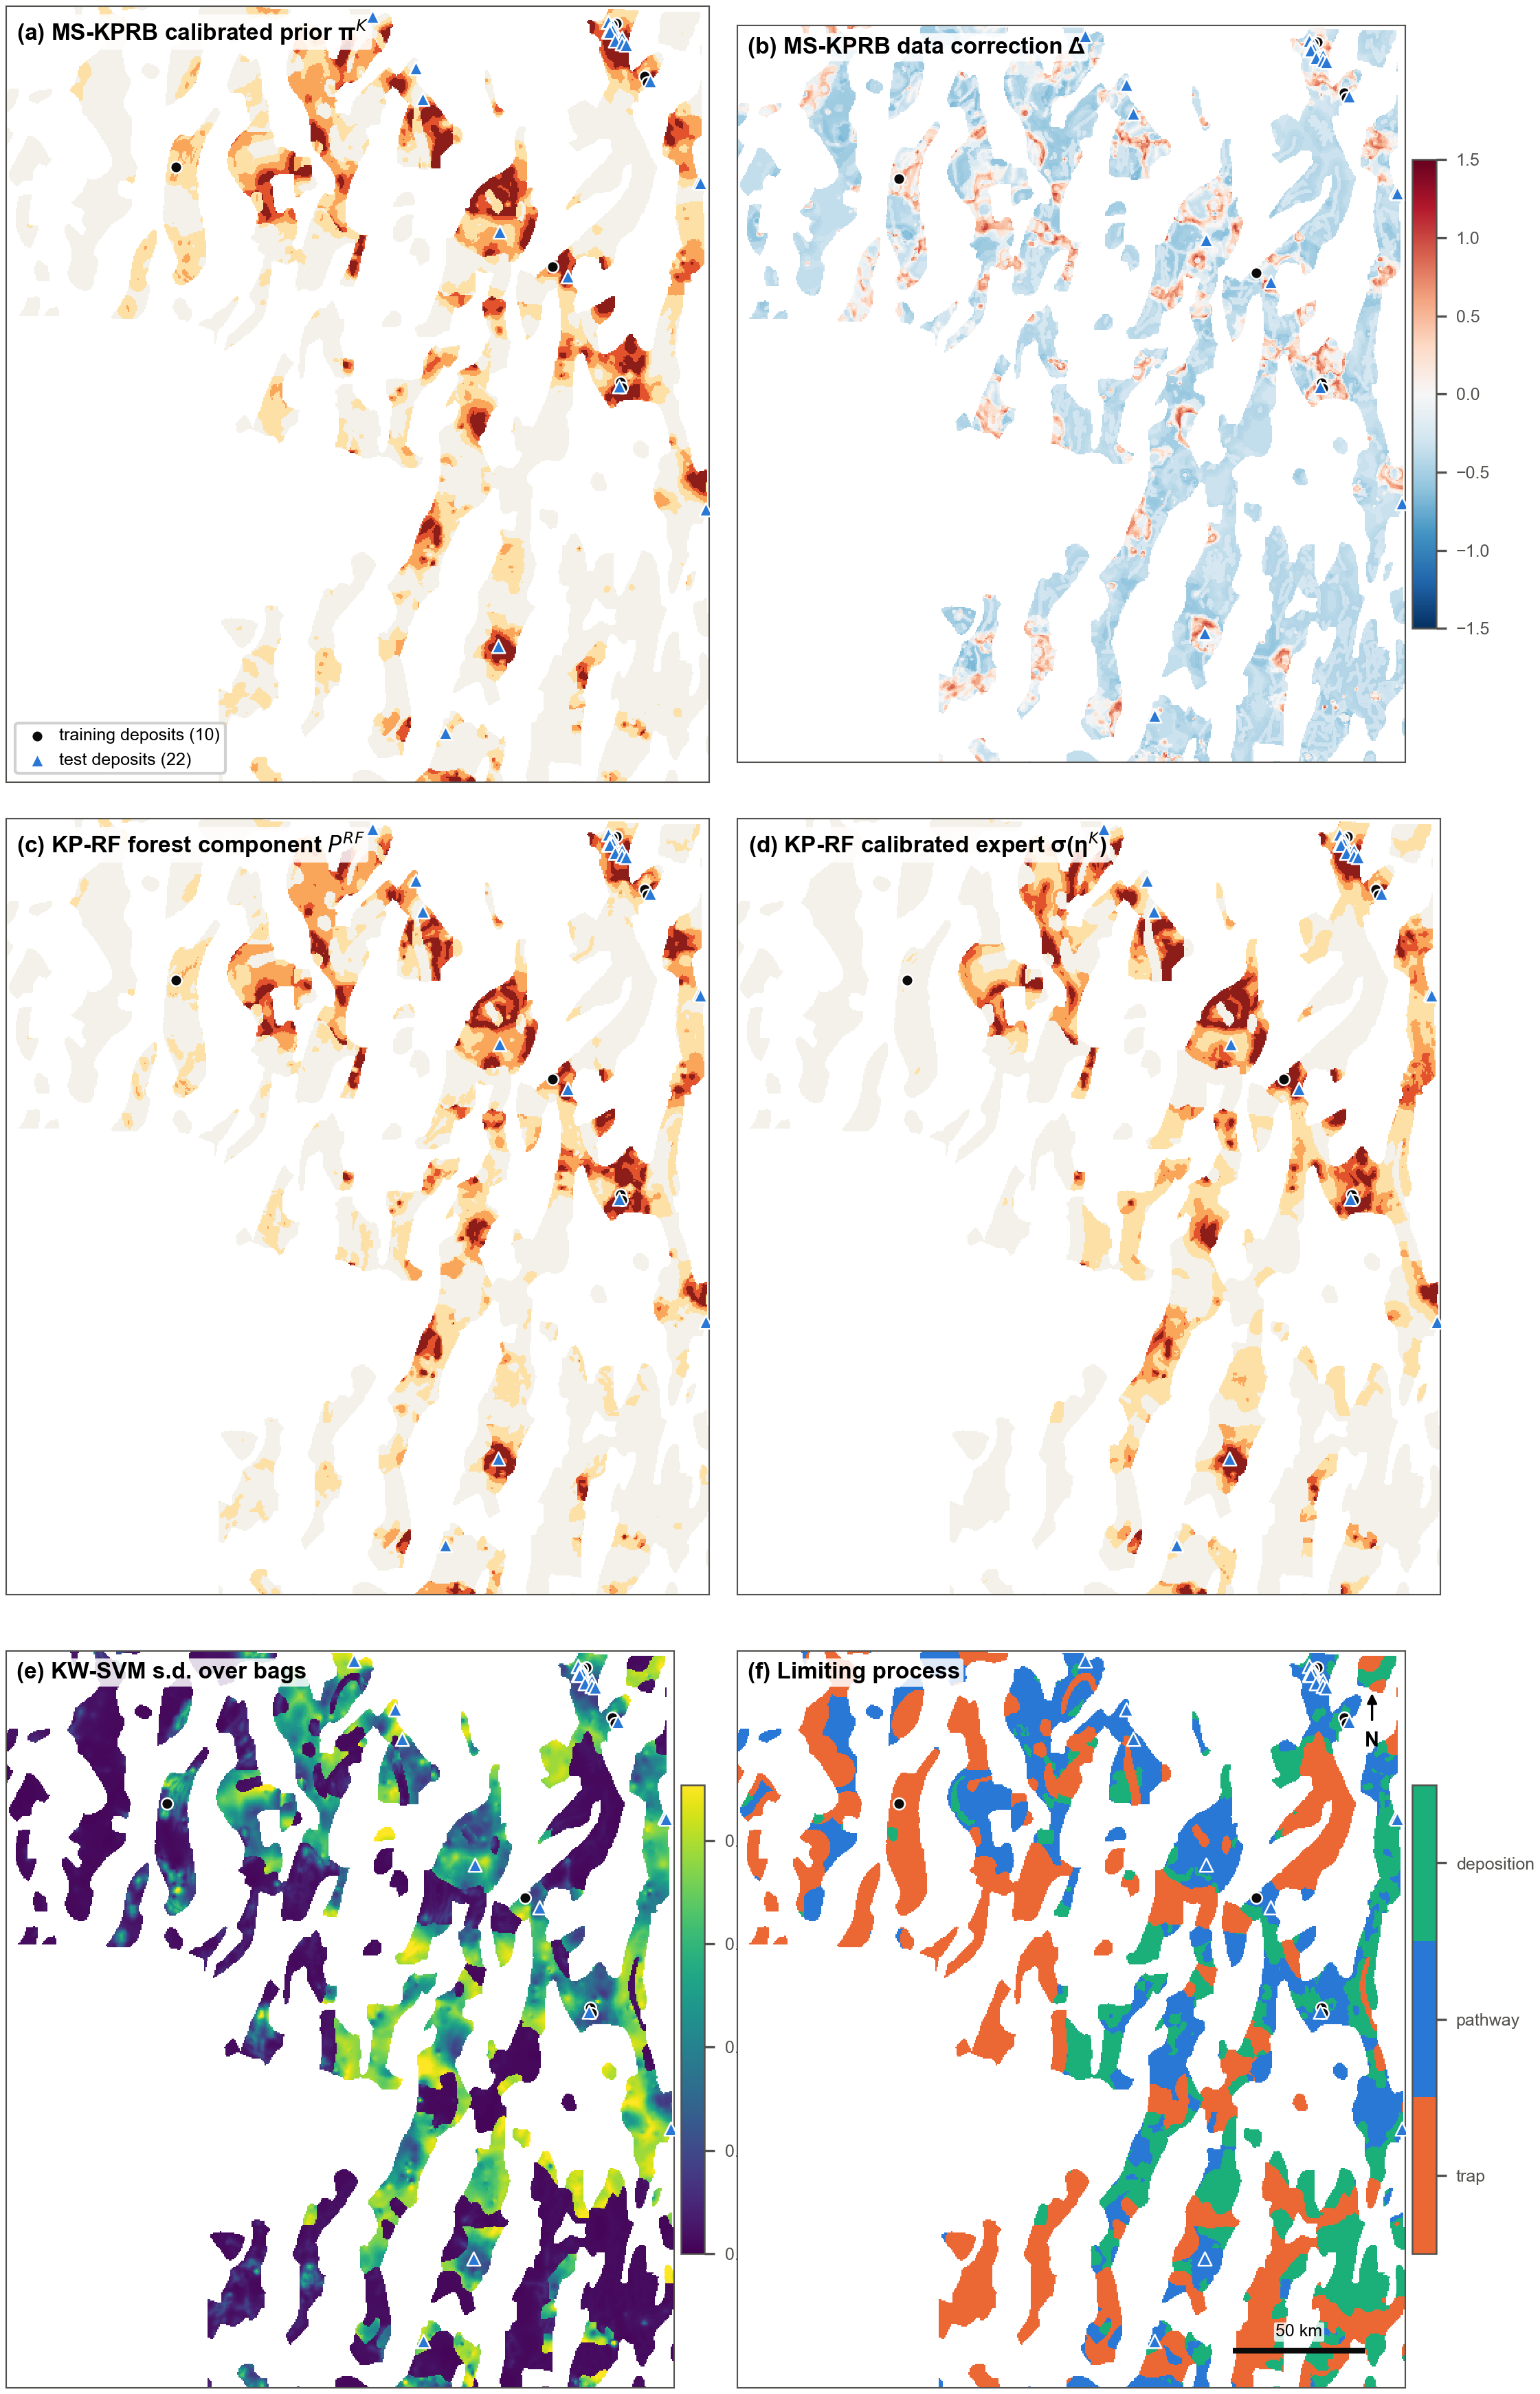 (a) MS-KPRB calibrated prior π^K
(b) MS-KPRB data correction Δ
1.5
1.0
0.5
0.0
−0.5
−1.0
−1.5
training deposits (10)
test deposits (22)
(c) KP-RF forest component P^RF
(d) KP-RF calibrated expert σ(η^K)
(e) KW-SVM s.d. over bags
0.
0.
0.
0.
0.
(f) Limiting process
N
deposition
pathway
trap
50 km